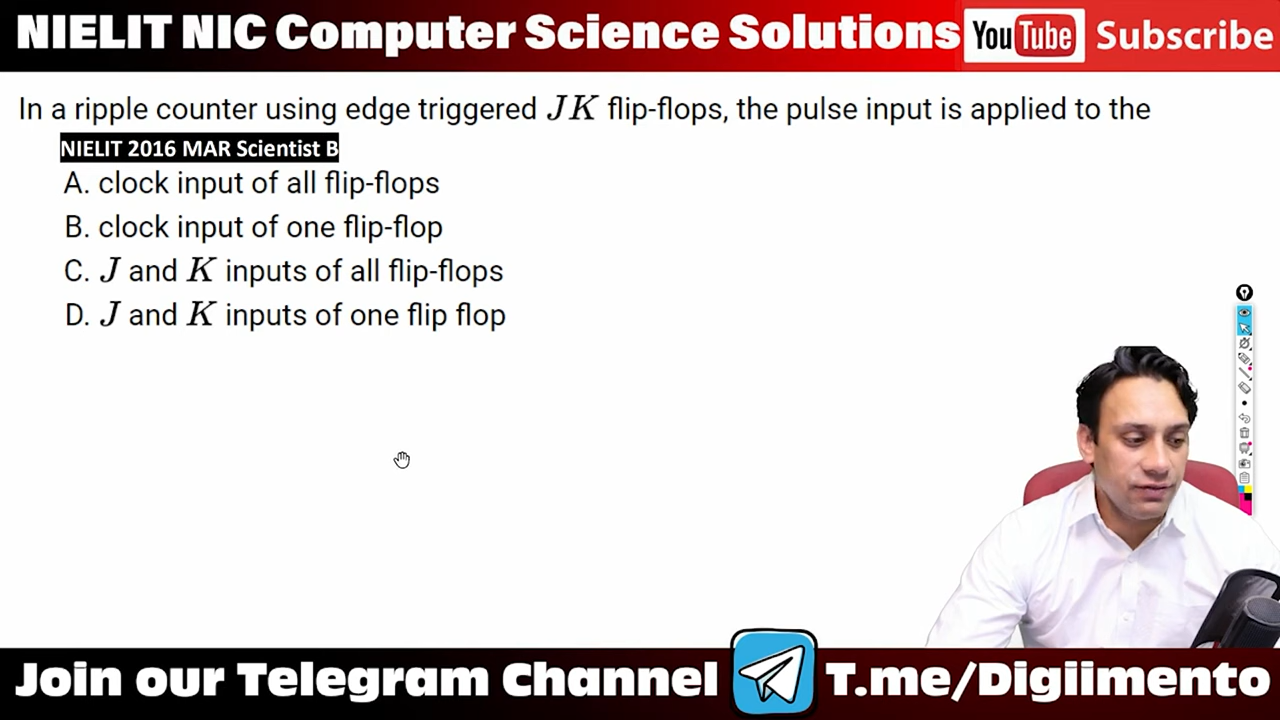 NIELIT NIC Computer Science Solutions YouTube Subscribe
In a ripple counter using edge triggered JK flip-flops, the pulse input is applied to the
NIELIT 2016 MAR Scientist B
A. clock input of all flip-flops
B. clock input of one flip-flop
C. J and K inputs of all flip-flops
D. J and K inputs of one flip flop
Join our Telegram Channel T.me/Digiimento